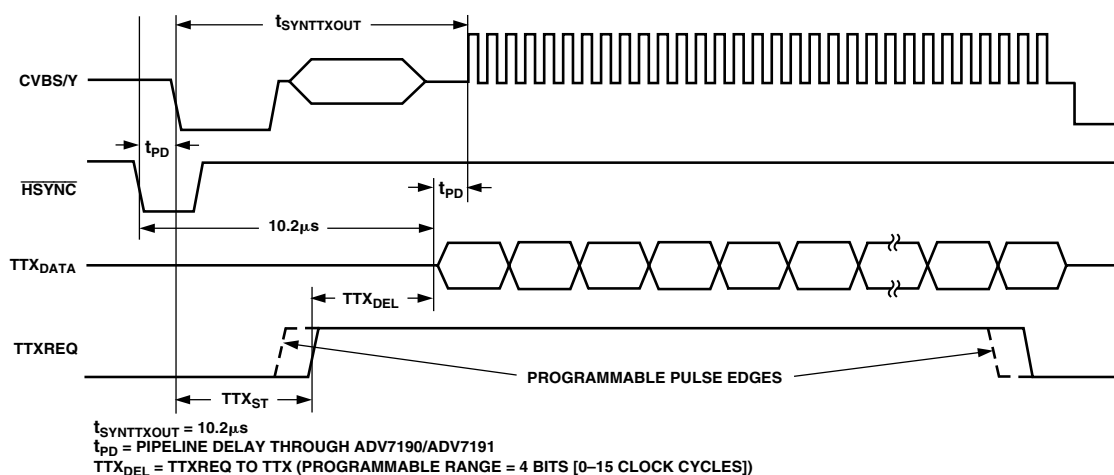 tSYNTTXOUT
CVBS/Y
tPD
HSYNC
tPD
10.2μs
TTXDATA
TTXDEL
TTXREQ
PROGRAMMABLE PULSE EDGES
TTXST
tSYNTTXOUT = 10.2μs
tPD = PIPELINE DELAY THROUGH ADV7190/ADV7191
TTXDEL = TTXREQ TO TTX (PROGRAMMABLE RANGE = 4 BITS [0–15 CLOCK CYCLES])